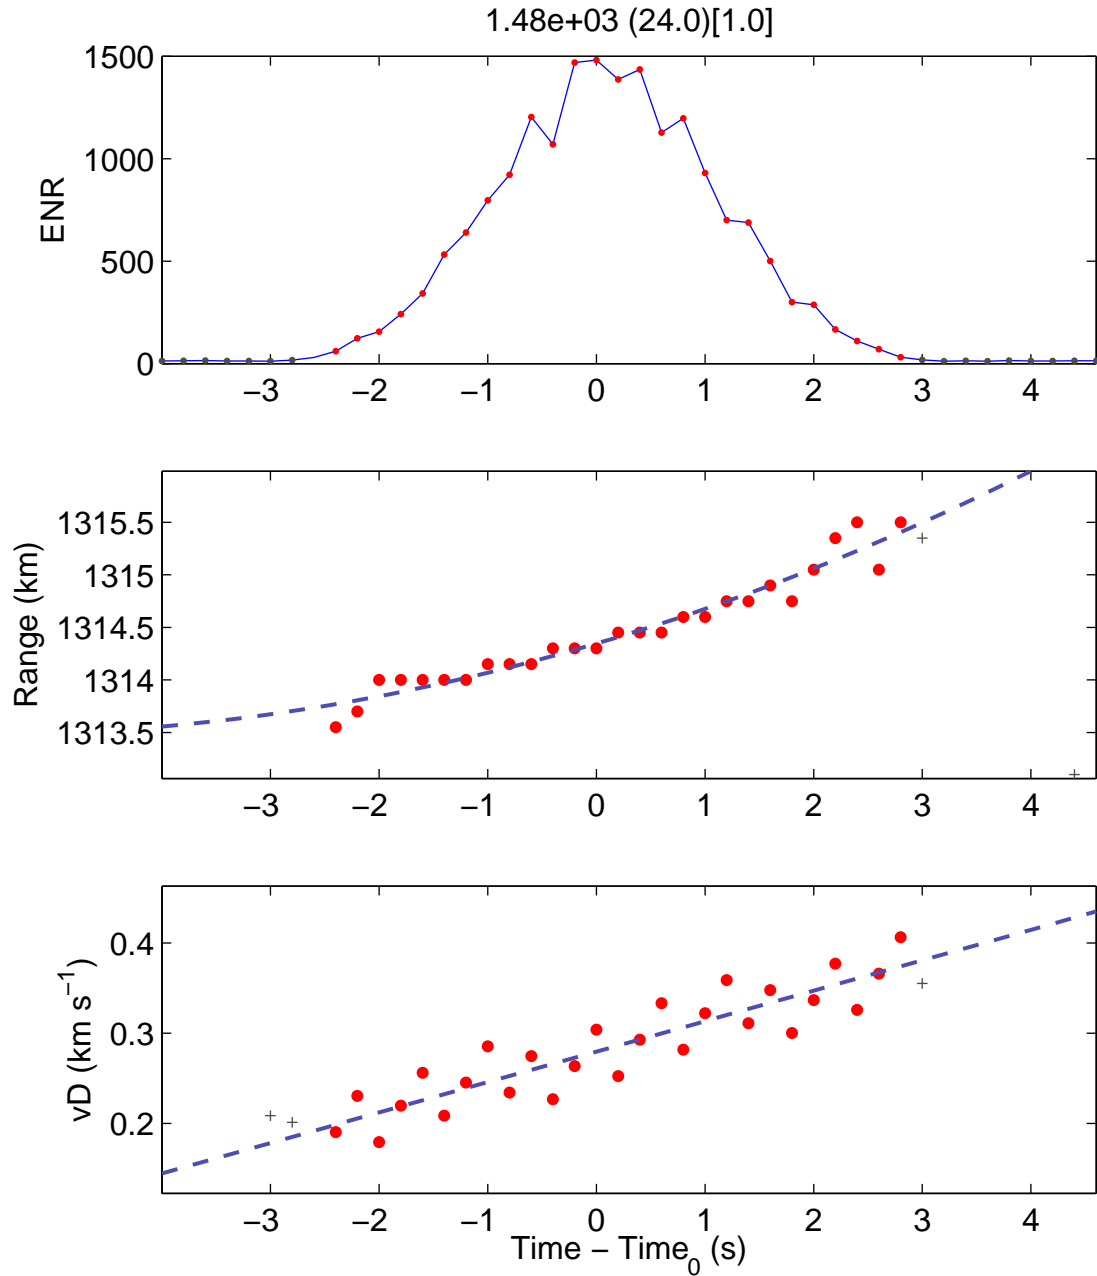 1.48e+03 (24.0)[1.0]
1500
1000
500
0
ENR
−3 −2 −1 0 1 2 3 4
1315.5
1315
1314.5
1314
1313.5
Range (km)
−3 −2 −1 0 1 2 3 4
0.4
0.3
0.2
vD (km s⁻¹)
−3 −2 −1 0 1 2 3 4
Time − Time₀ (s)